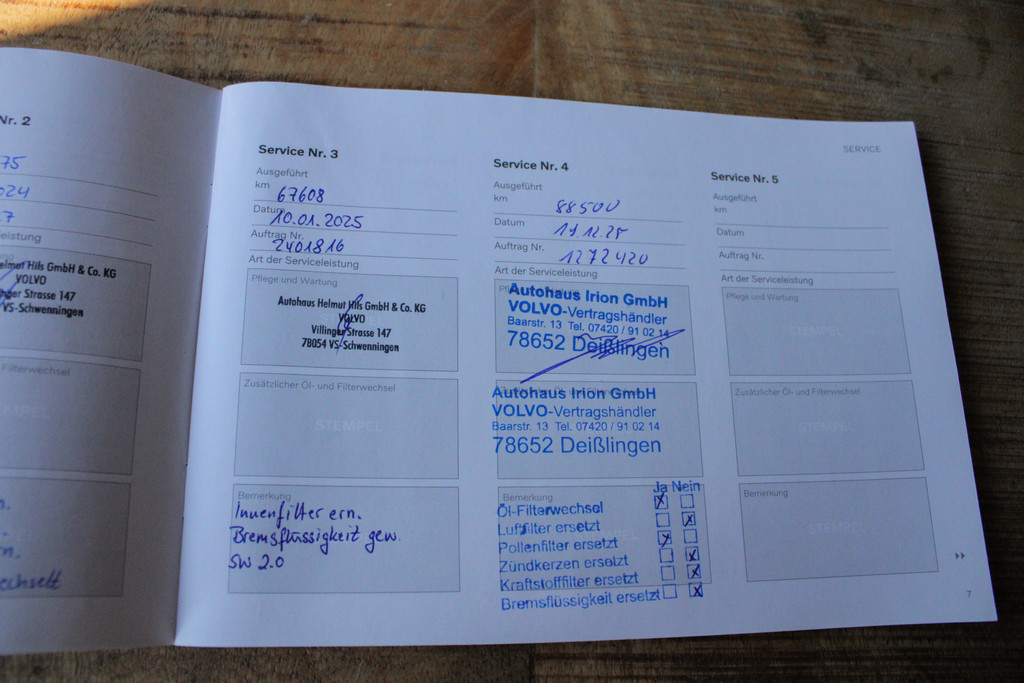 Nr. 2
75
024
7
eistung
elmut Hils GmbH & Co. KG
VOLVO
nger Strasse 147
VS-Schwenningen
Filterwechsel
echselt
Service Nr. 3
Ausgeführt
km 67608
Datum 10.01.2025
Auftrag Nr. 2401816
Art der Serviceleistung
Pflege und Wartung
Autohaus Helmut Hils GmbH & Co. KG
VOLVO
Villinger Strasse 147
78054 VS-Schwenningen
Zusätzlicher Öl- und Filterwechsel
STEMPEL
Bemerkung
Innenfilter ern.
Bremsflüssigkeit gew.
SW 2.0
Service Nr. 4
Ausgeführt
km 88500
Datum 19.12.25
Auftrag Nr. 1272420
Art der Serviceleistung
Autohaus Irion GmbH
VOLVO-Vertragshändler
Baarstr. 13 Tel. 07420 / 91 02 14
78652 Deißlingen
Autohaus Irion GmbH
VOLVO-Vertragshändler
Baarstr. 13 Tel. 07420 / 91 02 14
78652 Deißlingen
Bemerkung
Ja Nein
Öl-Filterwechsel
Luftfilter ersetzt
Pollenfilter ersetzt
Zündkerzen ersetzt
Kraftstofffilter ersetzt
Bremsflüssigkeit ersetzt
SERVICE
Service Nr. 5
Ausgeführt
km
Datum
Auftrag Nr.
Art der Serviceleistung
Pflege und Wartung
STEMPEL
Zusätzlicher Öl- und Filterwechsel
STEMPEL
Bemerkung
STEMPEL
7